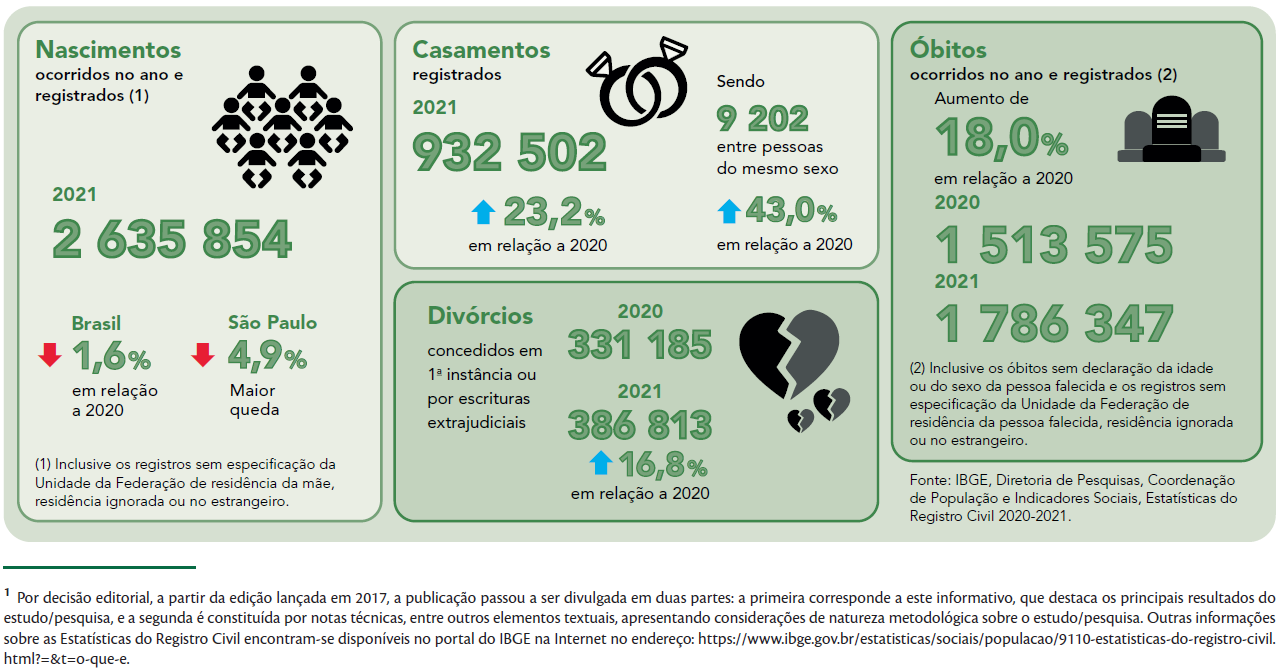 Nascimentos
ocorridos no ano e
registrados (1)
2021
2 635 854
Brasil
1,6%
em relação
a 2020
São Paulo
4,9%
Maior
queda
(1) Inclusive os registros sem especificação da
Unidade da Federação de residência da mãe,
residência ignorada ou no estrangeiro.
Casamentos
registrados
2021
932 502
23,2%
em relação a 2020
Sendo
9 202
entre pessoas
do mesmo sexo
43,0%
em relação a 2020
Divórcios
concedidos em
1ª instância ou
por escrituras
extrajudiciais
2020
331 185
2021
386 813
16,8%
em relação a 2020
Óbitos
ocorridos no ano e registrados (2)
Aumento de
18,0%
em relação a 2020
2020
1 513 575
2021
1 786 347
(2) Inclusive os óbitos sem declaração da idade
ou do sexo da pessoa falecida e os registros sem
especificação da Unidade da Federação de
residência da pessoa falecida, residência ignorada
ou no estrangeiro.
Fonte: IBGE, Diretoria de Pesquisas, Coordenação
de População e Indicadores Sociais, Estatísticas do
Registro Civil 2020-2021.
1 Por decisão editorial, a partir da edição lançada em 2017, a publicação passou a ser divulgada em duas partes: a primeira corresponde a este informativo, que destaca os principais resultados do
estudo/pesquisa, e a segunda é constituída por notas técnicas, entre outros elementos textuais, apresentando considerações de natureza metodológica sobre o estudo/pesquisa. Outras informações
sobre as Estatísticas do Registro Civil encontram-se disponíveis no portal do IBGE na Internet no endereço: https://www.ibge.gov.br/estatisticas/sociais/populacao/9110-estatisticas-do-registro-civil.
html?=&t=o-que-e.